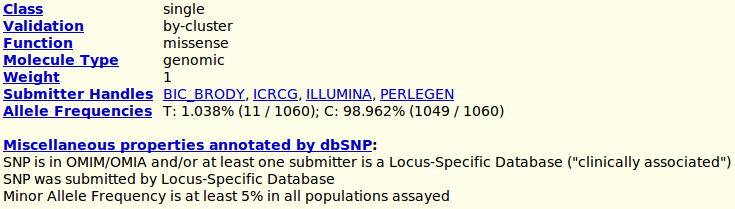 Class single
Validation by-cluster
Function missense
Molecule Type genomic
Weight 1
Submitter Handles BIC_BRODY, ICRCG, ILLUMINA, PERLEGEN
Allele Frequencies T: 1.038% (11 / 1060); C: 98.962% (1049 / 1060)
Miscellaneous properties annotated by dbSNP:
SNP is in OMIM/OMIA and/or at least one submitter is a Locus-Specific Database ("clinically associated")
SNP was submitted by Locus-Specific Database
Minor Allele Frequency is at least 5% in all populations assayed